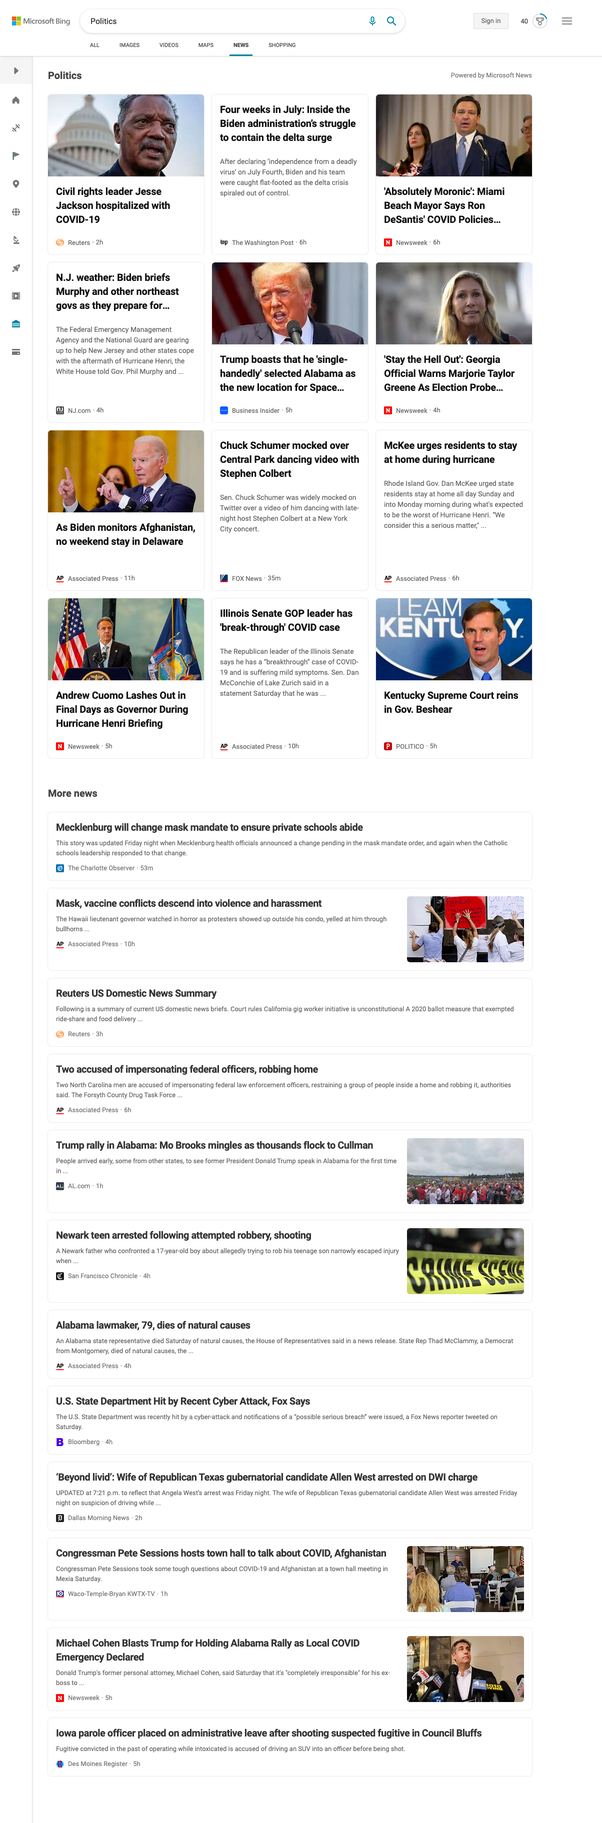 Microsoft Bing
Politics
Sign in
40
ALL
IMAGES
VIDEOS
MAPS
NEWS
SHOPPING
Politics
Powered by Microsoft News
Civil rights leader Jesse
Jackson hospitalized with
COVID-19
Reuters · 2h
Four weeks in July: Inside the
Biden administration's struggle
to contain the delta surge
After declaring 'independence from a deadly
virus' on July Fourth, Biden and his team
were caught flat-footed as the delta crisis
spiraled out of control.
wp The Washington Post · 6h
'Absolutely Moronic': Miami
Beach Mayor Says Ron
DeSantis' COVID Policies...
N Newsweek · 6h
N.J. weather: Biden briefs
Murphy and other northeast
govs as they prepare for...
The Federal Emergency Management
Agency and the National Guard are gearing
up to help New Jersey and other states cope
with the aftermath of Hurricane Henri, the
White House told Gov. Phil Murphy and ...
NJ.com · 4h
Trump boasts that he 'single-
handedly' selected Alabama as
the new location for Space...
Business Insider · 5h
'Stay the Hell Out': Georgia
Official Warns Marjorie Taylor
Greene As Election Probe...
N Newsweek · 4h
As Biden monitors Afghanistan,
no weekend stay in Delaware
AP Associated Press · 11h
Chuck Schumer mocked over
Central Park dancing video with
Stephen Colbert
Sen. Chuck Schumer was widely mocked on
Twitter over a video of him dancing with late-
night host Stephen Colbert at a New York
City concert.
FOX News · 35m
McKee urges residents to stay
at home during hurricane
Rhode Island Gov. Dan McKee urged state
residents stay at home all day Sunday and
into Monday morning during what's expected
to be the worst of Hurricane Henri. "We
consider this a serious matter," ...
AP Associated Press · 6h
Andrew Cuomo Lashes Out in
Final Days as Governor During
Hurricane Henri Briefing
N Newsweek · 5h
Illinois Senate GOP leader has
'break-through' COVID case
The Republican leader of the Illinois Senate
says he has a "breakthrough" case of COVID-
19 and is suffering mild symptoms. Sen. Dan
McConchie of Lake Zurich said in a
statement Saturday that he was ...
AP Associated Press · 10h
TEAM
KENTUCKY.
Kentucky Supreme Court reins
in Gov. Beshear
P POLITICO · 5h
More news
Mecklenburg will change mask mandate to ensure private schools abide
This story was updated Friday night when Mecklenburg health officials announced a change pending in the mask mandate order, and again when the Catholic
schools leadership responded to that change.
The Charlotte Observer · 53m
Mask, vaccine conflicts descend into violence and harassment
The Hawaii lieutenant governor watched in horror as protesters showed up outside his condo, yelled at him through
bullhorns ...
AP Associated Press · 10h
Reuters US Domestic News Summary
Following is a summary of current US domestic news briefs. Court rules California gig worker initiative is unconstitutional A 2020 ballot measure that exempted
ride-share and food delivery ...
Reuters · 3h
Two accused of impersonating federal officers, robbing home
Two North Carolina men are accused of impersonating federal law enforcement officers, restraining a group of people inside a home and robbing it, authorities
said. The Forsyth County Drug Task Force ...
AP Associated Press · 6h
Trump rally in Alabama: Mo Brooks mingles as thousands flock to Cullman
People arrived early, some from other states, to see former President Donald Trump speak in Alabama for the first time
in ...
AL. AL.com · 1h
Newark teen arrested following attempted robbery, shooting
A Newark father who confronted a 17-year-old boy about allegedly trying to rob his teenage son narrowly escaped injury
when ...
San Francisco Chronicle · 4h
CRIME SCENE
Alabama lawmaker, 79, dies of natural causes
An Alabama state representative died Saturday of natural causes, the House of Representatives said in a news release. State Rep Thad McClammy, a Democrat
from Montgomery, died of natural causes, the ...
AP Associated Press · 4h
U.S. State Department Hit by Recent Cyber Attack, Fox Says
The U.S. State Department was recently hit by a cyber-attack and notifications of a "possible serious breach" were issued, a Fox News reporter tweeted on
Saturday.
B Bloomberg · 4h
'Beyond livid': Wife of Republican Texas gubernatorial candidate Allen West arrested on DWI charge
UPDATED at 7:21 p.m. to reflect that Angela West's arrest was Friday night. The wife of Republican Texas gubernatorial candidate Allen West was arrested Friday
night on suspicion of driving while ...
D Dallas Morning News · 2h
Congressman Pete Sessions hosts town hall to talk about COVID, Afghanistan
Congressman Pete Sessions took some tough questions about COVID-19 and Afghanistan at a town hall meeting in
Mexia Saturday.
Waco-Temple-Bryan KWTX-TV · 1h
Michael Cohen Blasts Trump for Holding Alabama Rally as Local COVID
Emergency Declared
Donald Trump's former personal attorney, Michael Cohen, said Saturday that it's "completely irresponsible" for his ex-
boss to ...
N Newsweek · 5h
Iowa parole officer placed on administrative leave after shooting suspected fugitive in Council Bluffs
Fugitive convicted in the past of operating while intoxicated is accused of driving an SUV into an officer before being shot.
Des Moines Register · 5h